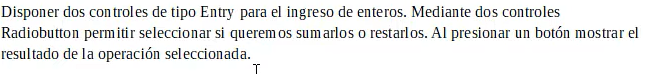 Disponer dos controles de tipo Entry para el ingreso de enteros. Mediante dos controles
Radiobutton permitir seleccionar si queremos sumarlos o restarlos. Al presionar un botón mostrar el
resultado de la operación seleccionada.